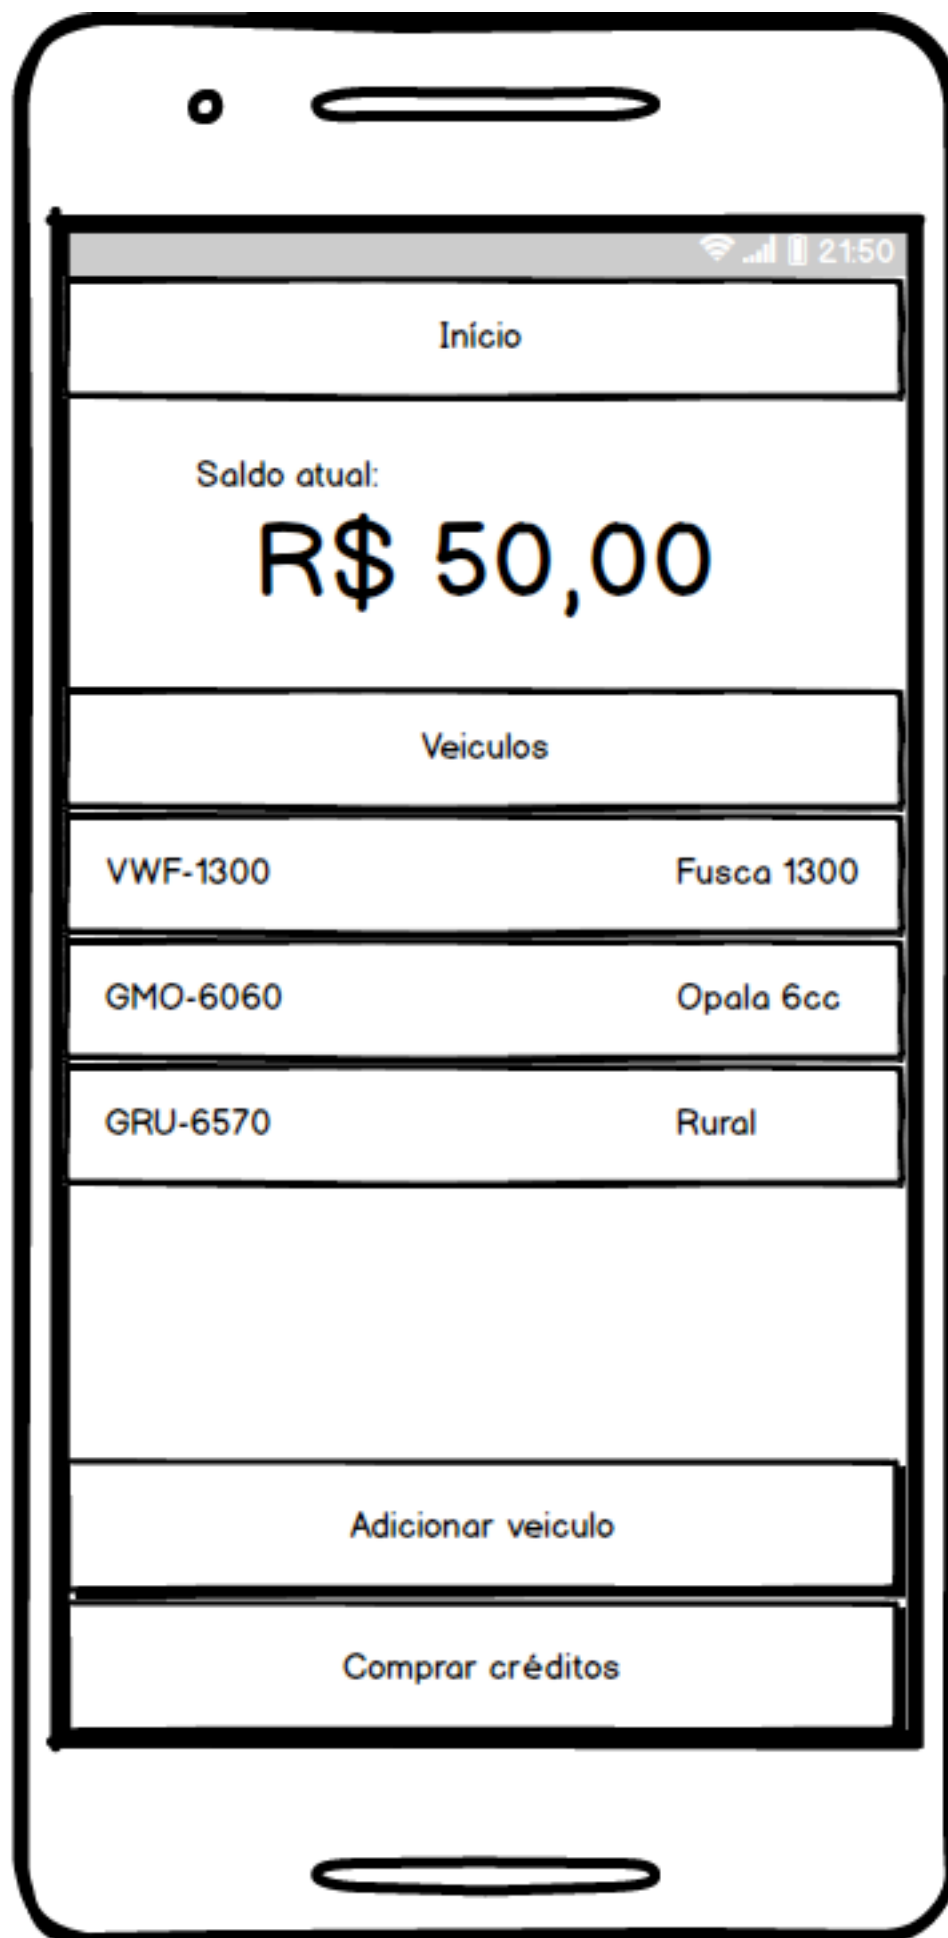 21:50
Início
Saldo atual:
R$ 50,00
Veiculos
VWF-1300 Fusca 1300
GMO-6060 Opala 6cc
GRU-6570 Rural
Adicionar veiculo
Comprar créditos